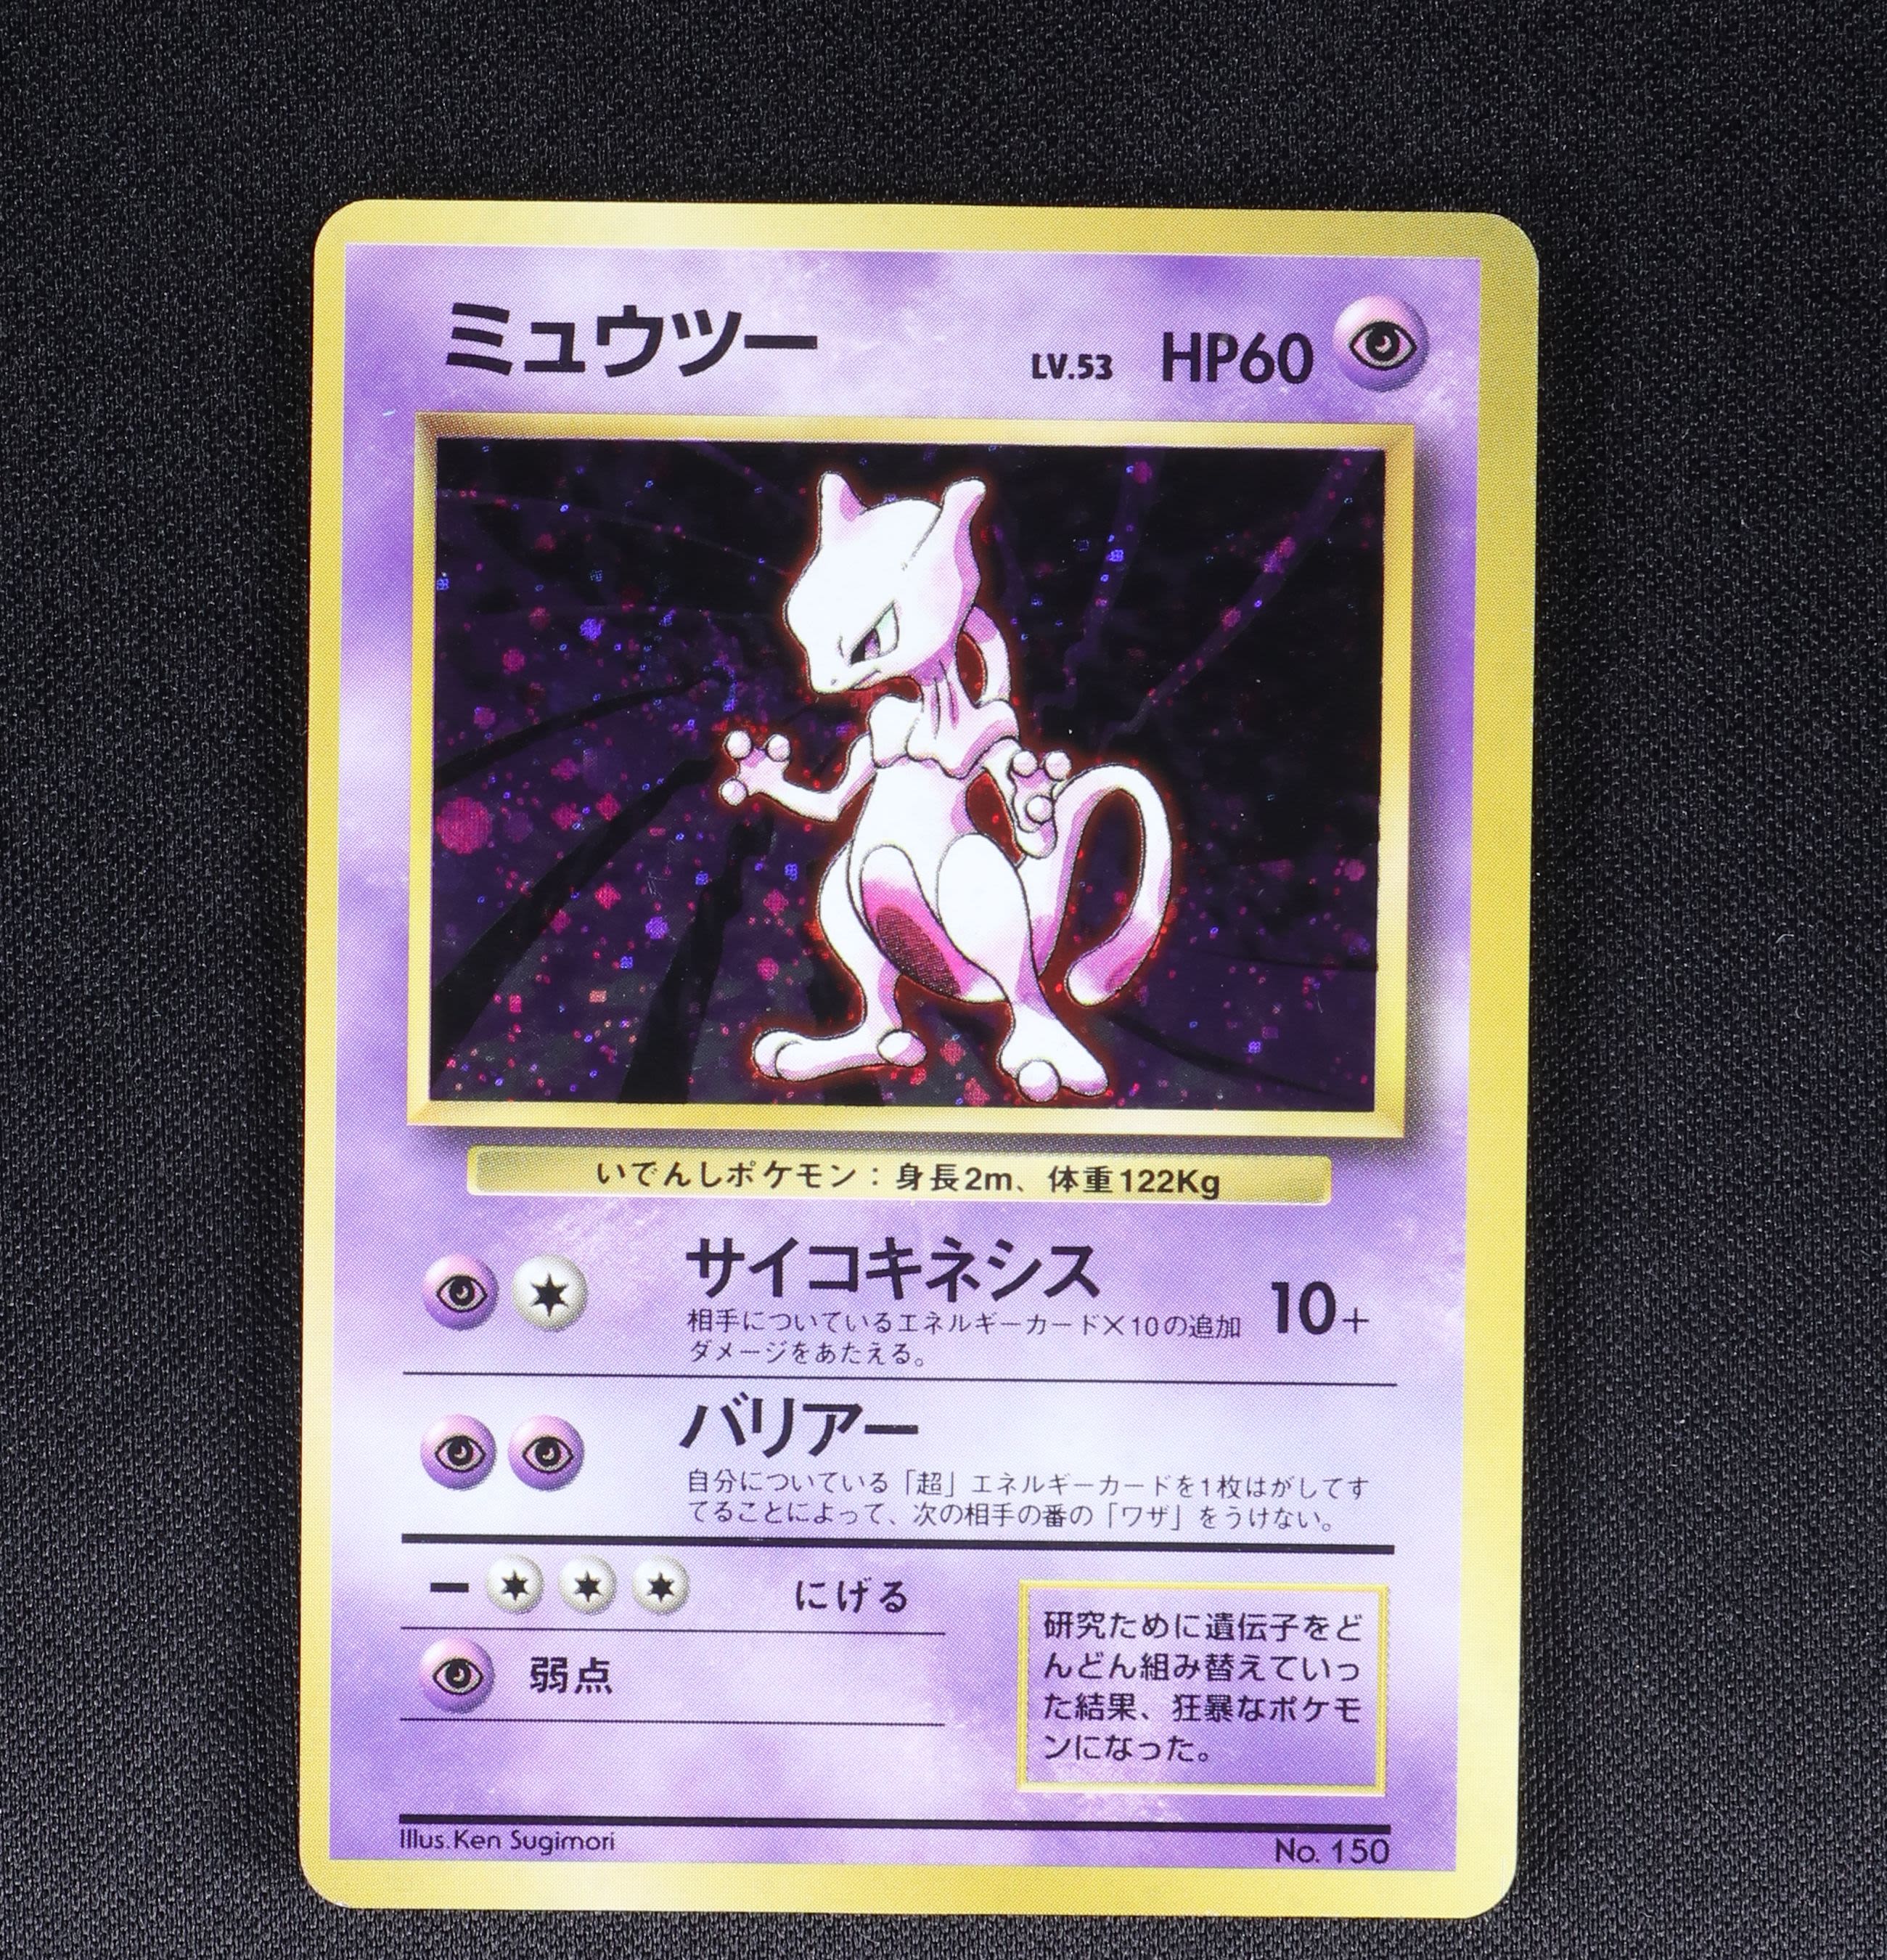 ミュウツー
LV.53 HP60
いでんしポケモン：身長2m、体重122Kg
サイコキネシス
10+
相手についているエネルギーカード×10の追加
ダメージをあたえる。
バリアー
自分についている「超」エネルギーカードを1枚はがしてす
てることによって、次の相手の番の「ワザ」をうけない。
にげる
弱点
研究ために遺伝子をど
んどん組み替えていっ
た結果、狂暴なポケモ
ンになった。
Illus.Ken Sugimori
No. 150